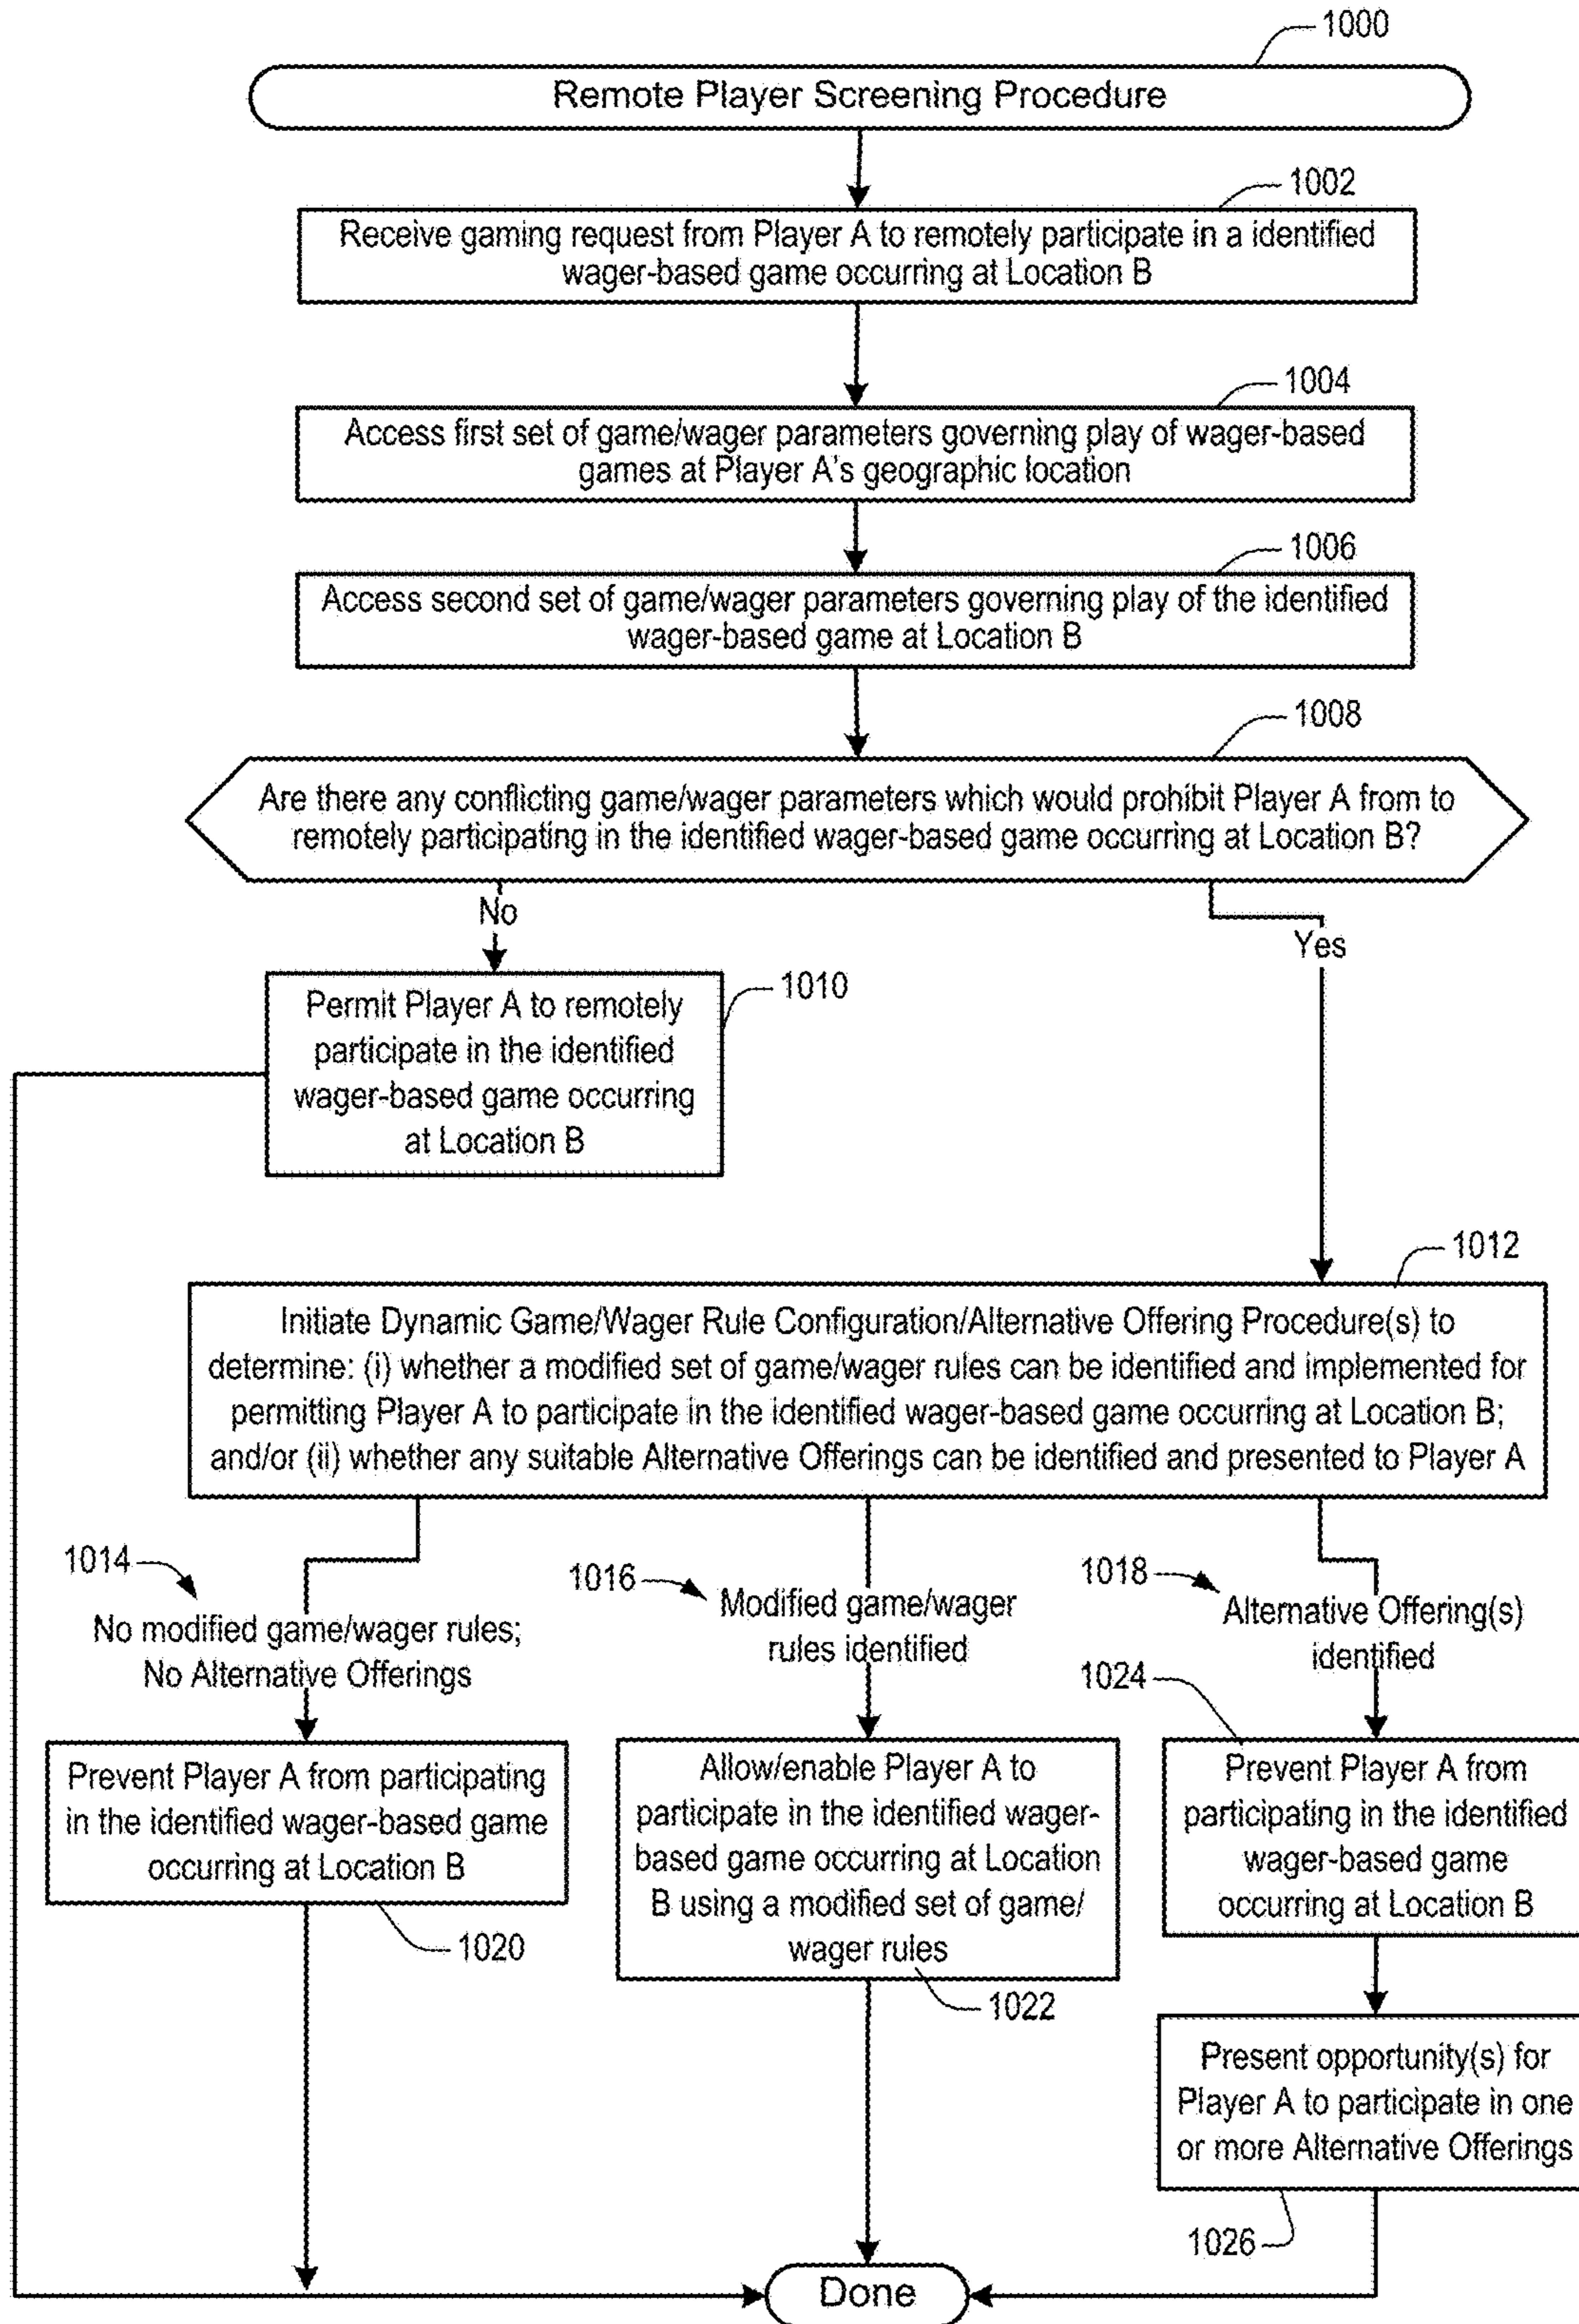 1000
Remote Player Screening Procedure
1002
Receive gaming request from Player A to remotely participate in a identified
wager-based game occurring at Location B
1004
Access first set of game/wager parameters governing play of wager-based
games at Player A's geographic location
1006
Access second set of game/wager parameters governing play of the identified
wager-based game at Location B
1008
Are there any conflicting game/wager parameters which would prohibit Player A from to
remotely participating in the identified wager-based game occurring at Location B?
No
Yes
1010
Permit Player A to remotely
participate in the identified
wager-based game occurring
at Location B
1012
Initiate Dynamic Game/Wager Rule Configuration/Alternative Offering Procedure(s) to
determine: (i) whether a modified set of game/wager rules can be identified and implemented for
permitting Player A to participate in the identified wager-based game occurring at Location B;
and/or (ii) whether any suitable Alternative Offerings can be identified and presented to Player A
1014
No modified game/wager rules;
No Alternative Offerings
1016
Modified game/wager
rules identified
1018
Alternative Offering(s)
identified
Prevent Player A from participating
in the identified wager-based game
occurring at Location B
1020
Allow/enable Player A to
participate in the identified wager-
based game occurring at Location
B using a modified set of game/
wager rules
1022
1024
Prevent Player A from
participating in the identified
wager-based game
occurring at Location B
Present opportunity(s) for
Player A to participate in one
or more Alternative Offerings
1026
Done